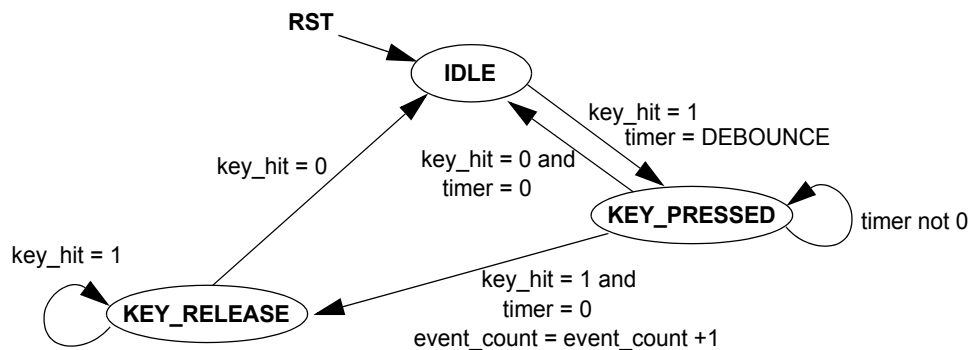 RST
IDLE
key_hit = 1
timer = DEBOUNCE
key_hit = 0 and
timer = 0
key_hit = 0
KEY_PRESSED
timer not 0
key_hit = 1
key_hit = 1 and
timer = 0
event_count = event_count +1
KEY_RELEASE